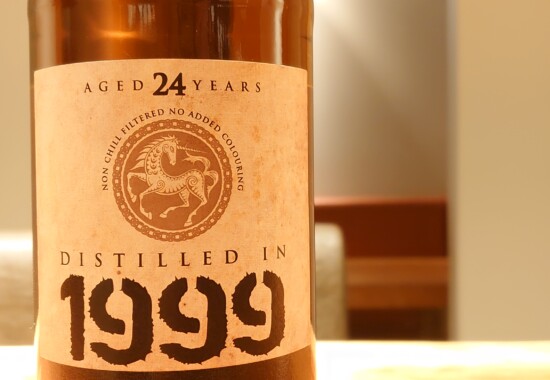 AGED 24 YEARS
NON CHILL FILTERED NO ADDED COLOURING
DISTILLED IN
1999